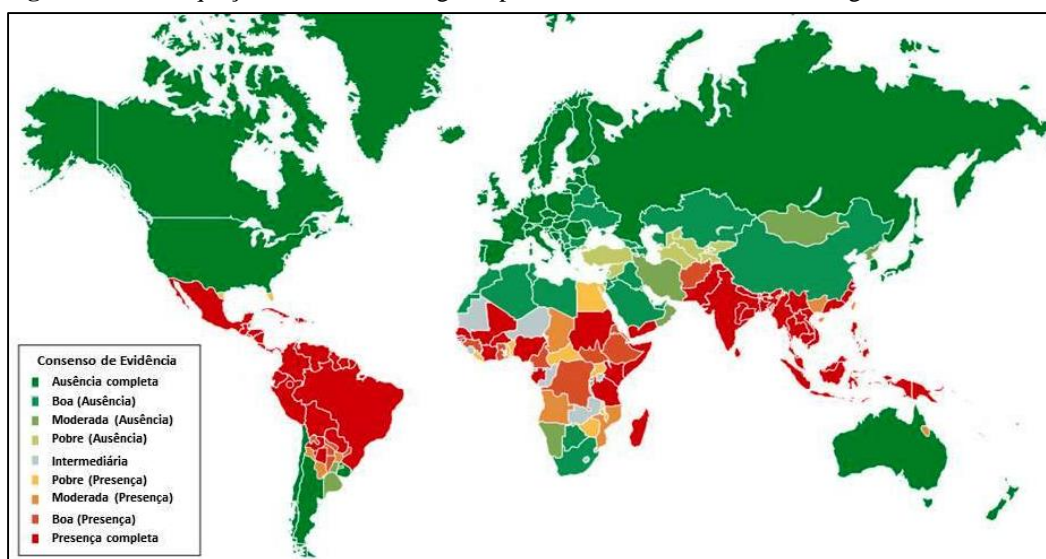 Consenso de Evidência
Ausência completa
Boa (Ausência)
Moderada (Ausência)
Pobre (Ausência)
Intermediária
Pobre (Presença)
Moderada (Presença)
Boa (Presença)
Presença completa